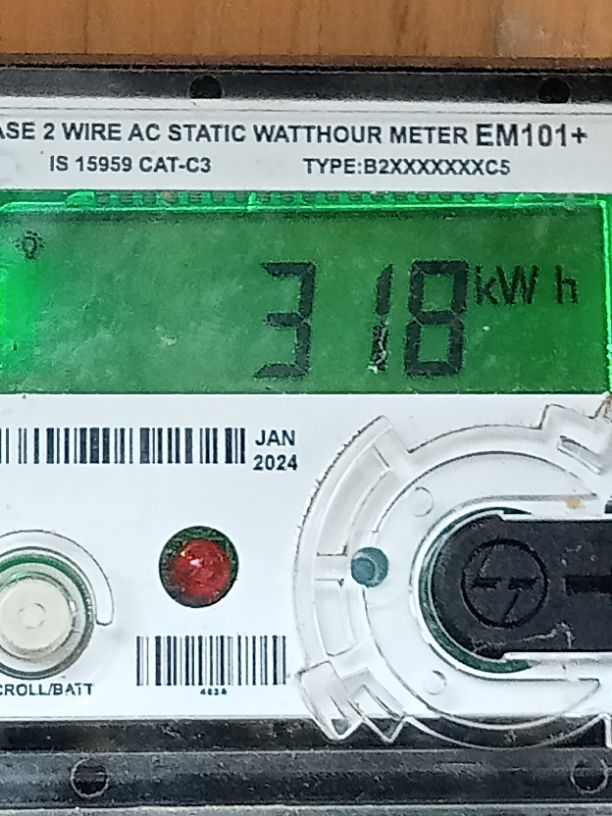 ASE 2 WIRE AC STATIC WATTHOUR METER EM101+
IS 15959 CAT-C3 TYPE:B2XXXXXXXC5
318 kWh
JAN
2024
CROLL/BATT